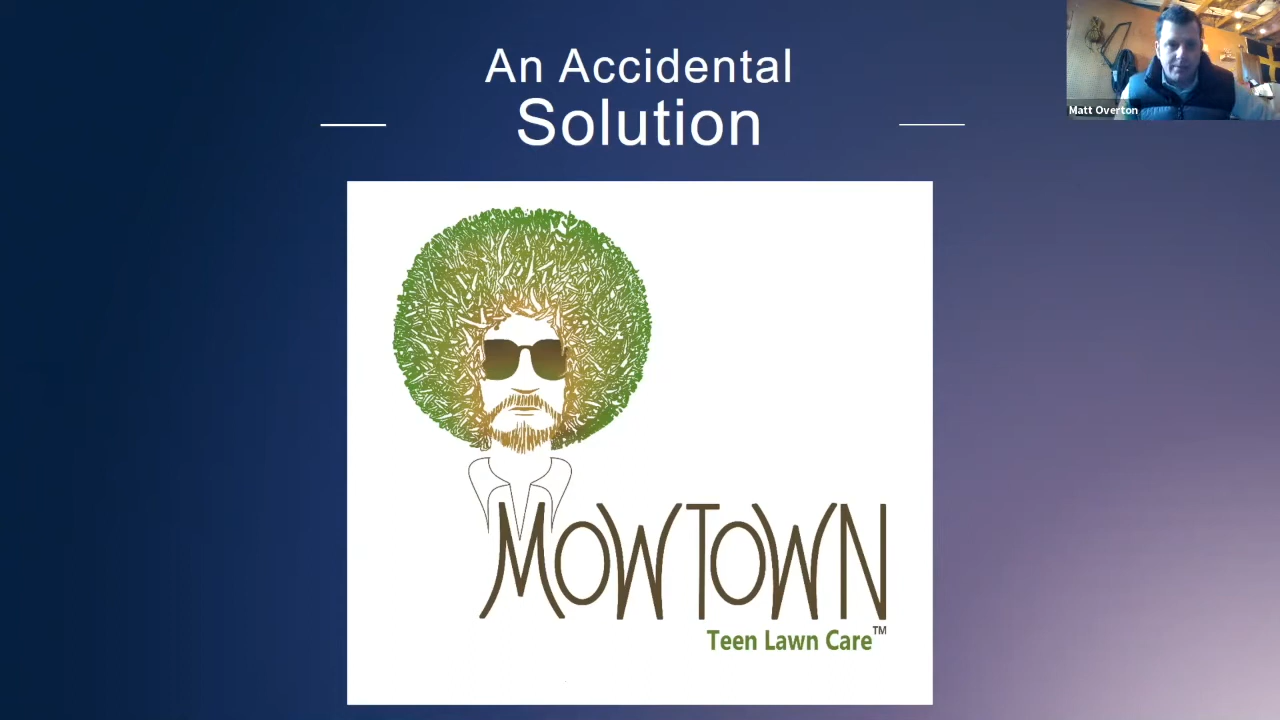 An Accidental
Solution
Matt Overton
MOWTOWN
Teen Lawn Care™